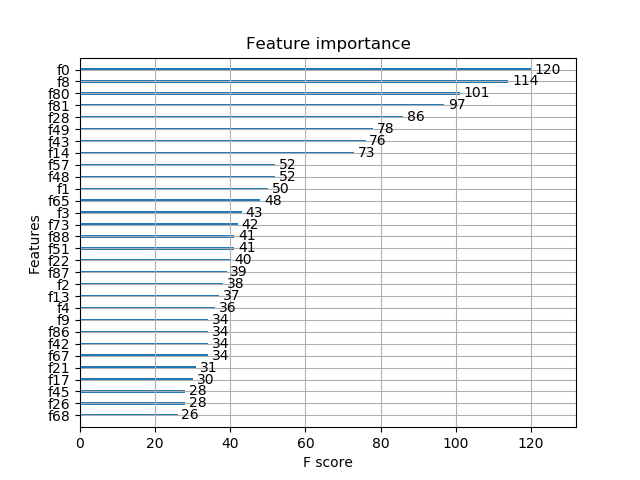 Feature importance
f0 120
f8 114
f80 101
f81 97
f28 86
f49 78
f43 76
f14 73
f57 52
f48 52
f1 50
f65 48
f3 43
f73 42
f88 41
f51 41
f22 40
f87 39
f2 38
f13 37
f4 36
f9 34
f86 34
f42 34
f67 34
f21 31
f17 30
f45 28
f26 28
f68 26
Features
0 20 40 60 80 100 120
F score